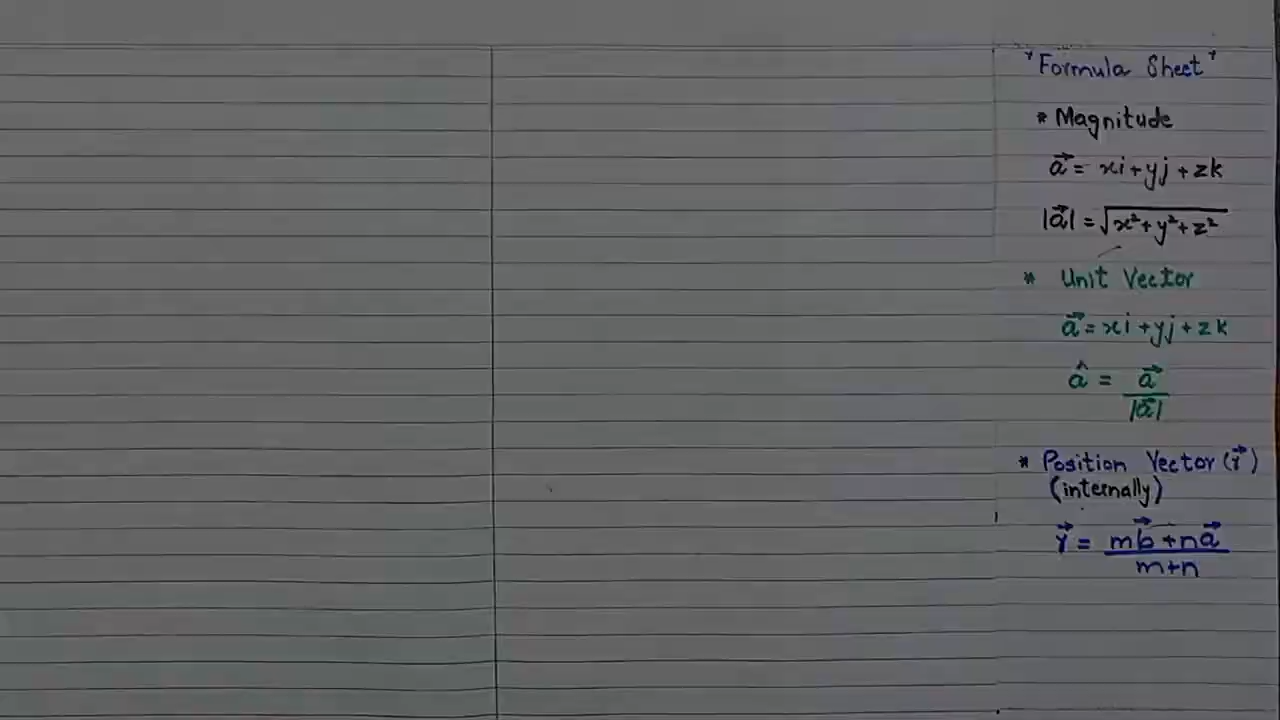 "Formula Sheet"
* Magnitude
a⃗ = xi + yj + zk
|a⃗| = √x² + y² + z²
* Unit Vector
a⃗ = xi + yj + zk
â = a⃗
|a⃗|
* Position Vector (r⃗)
(internally)
r⃗ = mb⃗ + na⃗
m+n